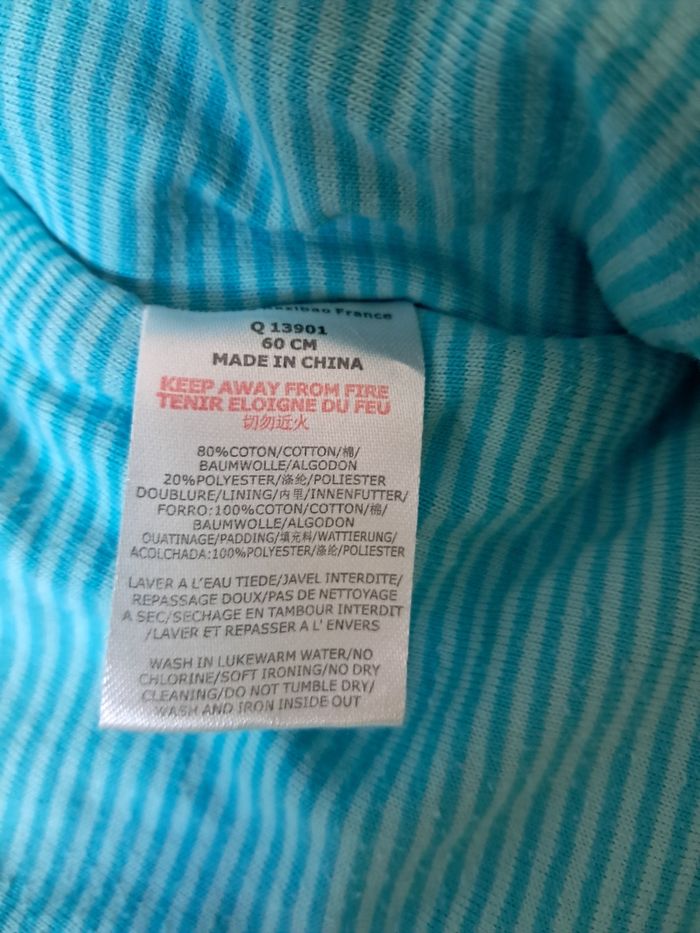 France
Q 13901
60 CM
MADE IN CHINA
KEEP AWAY FROM FIRE
TENIR ELOIGNE DU FEU
切勿近火
80%COTON/COTTON/棉/
BAUMWOLLE/ALGODON
20%POLYESTER/涤纶/POLIESTER
DOUBLURE/LINING/内里/INNENFUTTER/
FORRO:100%COTON/COTTON/棉/
BAUMWOLLE/ALGODON
OUATINAGE/PADDING/填充料/WATTIERUNG/
ACOLCHADA:100%POLYESTER/涤纶/POLIESTER
LAVER A L'EAU TIEDE/JAVEL INTERDITE/
REPASSAGE DOUX/PAS DE NETTOYAGE
A SEC/SECHAGE EN TAMBOUR INTERDIT
/LAVER ET REPASSER A L' ENVERS
WASH IN LUKEWARM WATER/NO
CHLORINE/SOFT IRONING/NO DRY
CLEANING/DO NOT TUMBLE DRY/
WASH AND IRON INSIDE OUT